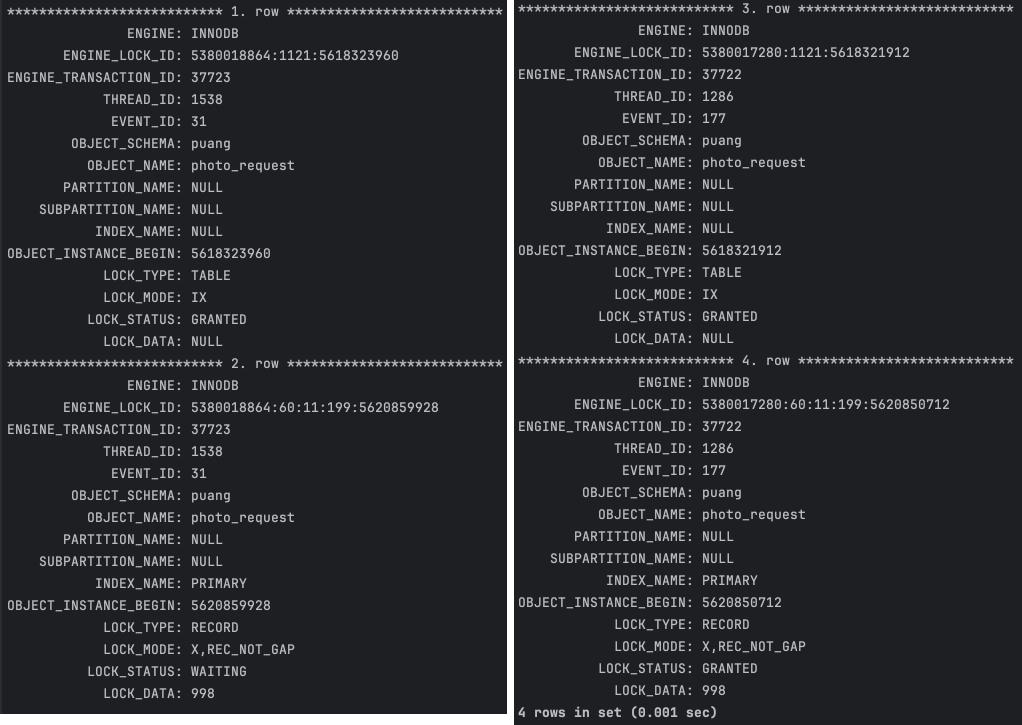 *************************** 1. row ***************************
ENGINE: INNODB
ENGINE_LOCK_ID: 5380018864:1121:5618323960
ENGINE_TRANSACTION_ID: 37723
THREAD_ID: 1538
EVENT_ID: 31
OBJECT_SCHEMA: puang
OBJECT_NAME: photo_request
PARTITION_NAME: NULL
SUBPARTITION_NAME: NULL
INDEX_NAME: NULL
OBJECT_INSTANCE_BEGIN: 5618323960
LOCK_TYPE: TABLE
LOCK_MODE: IX
LOCK_STATUS: GRANTED
LOCK_DATA: NULL
*************************** 2. row ***************************
ENGINE: INNODB
ENGINE_LOCK_ID: 5380018864:60:11:199:5620859928
ENGINE_TRANSACTION_ID: 37723
THREAD_ID: 1538
EVENT_ID: 31
OBJECT_SCHEMA: puang
OBJECT_NAME: photo_request
PARTITION_NAME: NULL
SUBPARTITION_NAME: NULL
INDEX_NAME: PRIMARY
OBJECT_INSTANCE_BEGIN: 5620859928
LOCK_TYPE: RECORD
LOCK_MODE: X,REC_NOT_GAP
LOCK_STATUS: WAITING
LOCK_DATA: 998
*************************** 3. row ***************************
ENGINE: INNODB
ENGINE_LOCK_ID: 5380017280:1121:5618321912
ENGINE_TRANSACTION_ID: 37722
THREAD_ID: 1286
EVENT_ID: 177
OBJECT_SCHEMA: puang
OBJECT_NAME: photo_request
PARTITION_NAME: NULL
SUBPARTITION_NAME: NULL
INDEX_NAME: NULL
OBJECT_INSTANCE_BEGIN: 5618321912
LOCK_TYPE: TABLE
LOCK_MODE: IX
LOCK_STATUS: GRANTED
LOCK_DATA: NULL
*************************** 4. row ***************************
ENGINE: INNODB
ENGINE_LOCK_ID: 5380017280:60:11:199:5620850712
ENGINE_TRANSACTION_ID: 37722
THREAD_ID: 1286
EVENT_ID: 177
OBJECT_SCHEMA: puang
OBJECT_NAME: photo_request
PARTITION_NAME: NULL
SUBPARTITION_NAME: NULL
INDEX_NAME: PRIMARY
OBJECT_INSTANCE_BEGIN: 5620850712
LOCK_TYPE: RECORD
LOCK_MODE: X,REC_NOT_GAP
LOCK_STATUS: GRANTED
LOCK_DATA: 998
4 rows in set (0.001 sec)